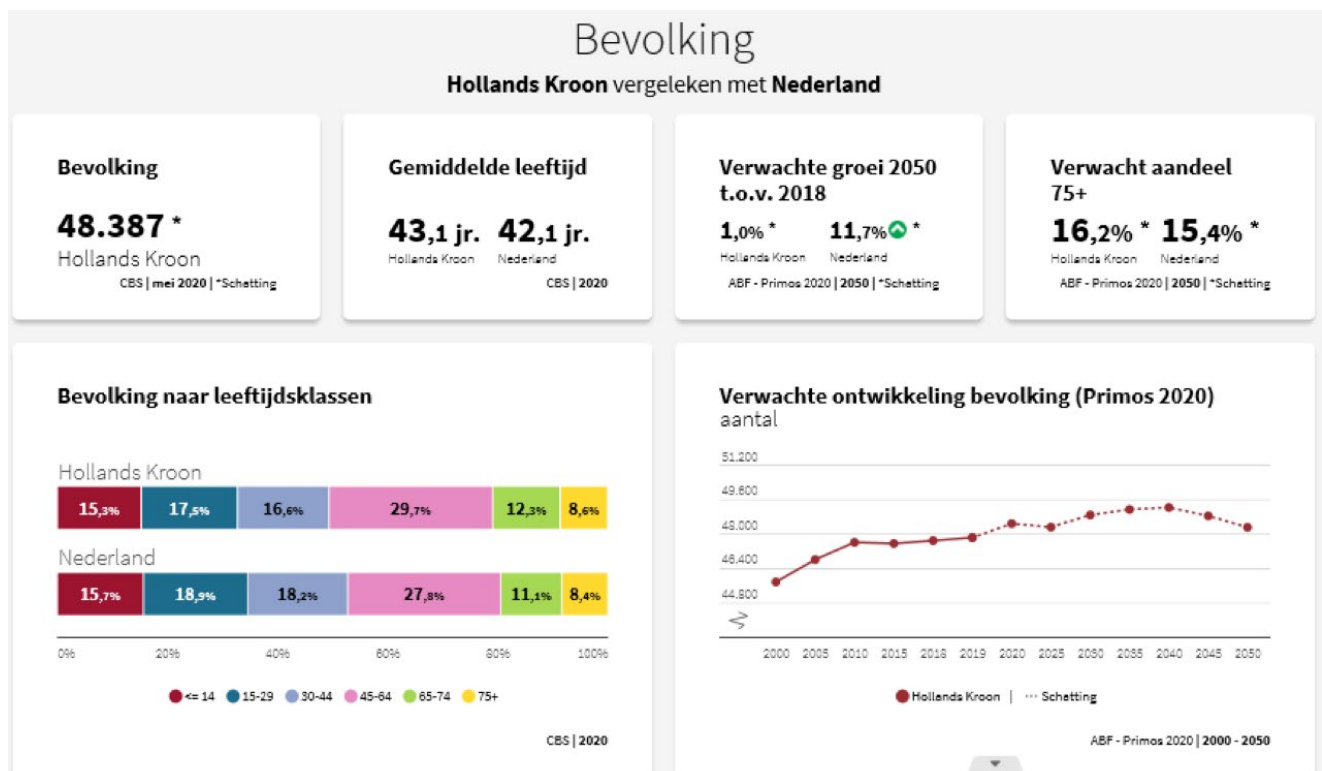 Bevolking
Hollands Kroon vergeleken met Nederland
Bevolking
48.387 *
Hollands Kroon
CBS | mei 2020 | *Schatting
Gemiddelde leeftijd
43,1 jr. 42,1 jr.
Hollands Kroon Nederland
CBS | 2020
Verwachte groei 2050
t.o.v. 2018
1,0% * 11,7% *
Hollands Kroon Nederland
ABF - Primos 2020 | 2050 | *Schatting
Verwacht aandeel
75+
16,2% * 15,4% *
Hollands Kroon Nederland
ABF - Primos 2020 | 2050 | *Schatting
Bevolking naar leeftijdsklassen
Hollands Kroon
15,3% 17,5% 16,6% 29,7% 12,3% 8,6%
Nederland
15,7% 18,9% 18,2% 27,8% 11,1% 8,4%
0% 20% 40% 60% 80% 100%
<= 14 15-29 30-44 45-64 65-74 75+
CBS | 2020
Verwachte ontwikkeling bevolking (Primos 2020)
aantal
51.200
49.600
48.000
46.400
44.800
2000 2005 2010 2015 2018 2019 2020 2025 2030 2035 2040 2045 2050
Hollands Kroon | ··· Schatting
ABF - Primos 2020 | 2000 - 2050